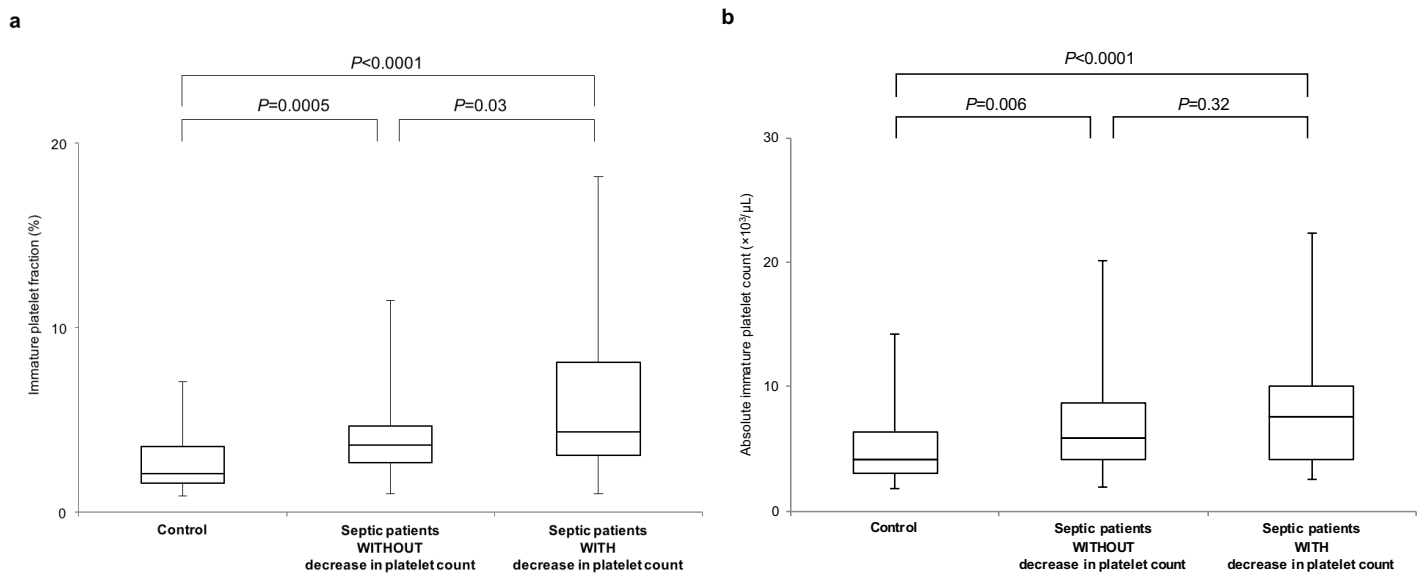 a
P<0.0001
P=0.0005
P=0.03
20
10
0
Immature platelet fraction (%)
Control
Septic patients
WITHOUT
decrease in platelet count
Septic patients
WITH
decrease in platelet count
b
P<0.0001
P=0.006
P=0.32
30
20
10
0
Absolute immature platelet count (×10³/μL)
Control
Septic patients
WITHOUT
decrease in platelet count
Septic patients
WITH
decrease in platelet count